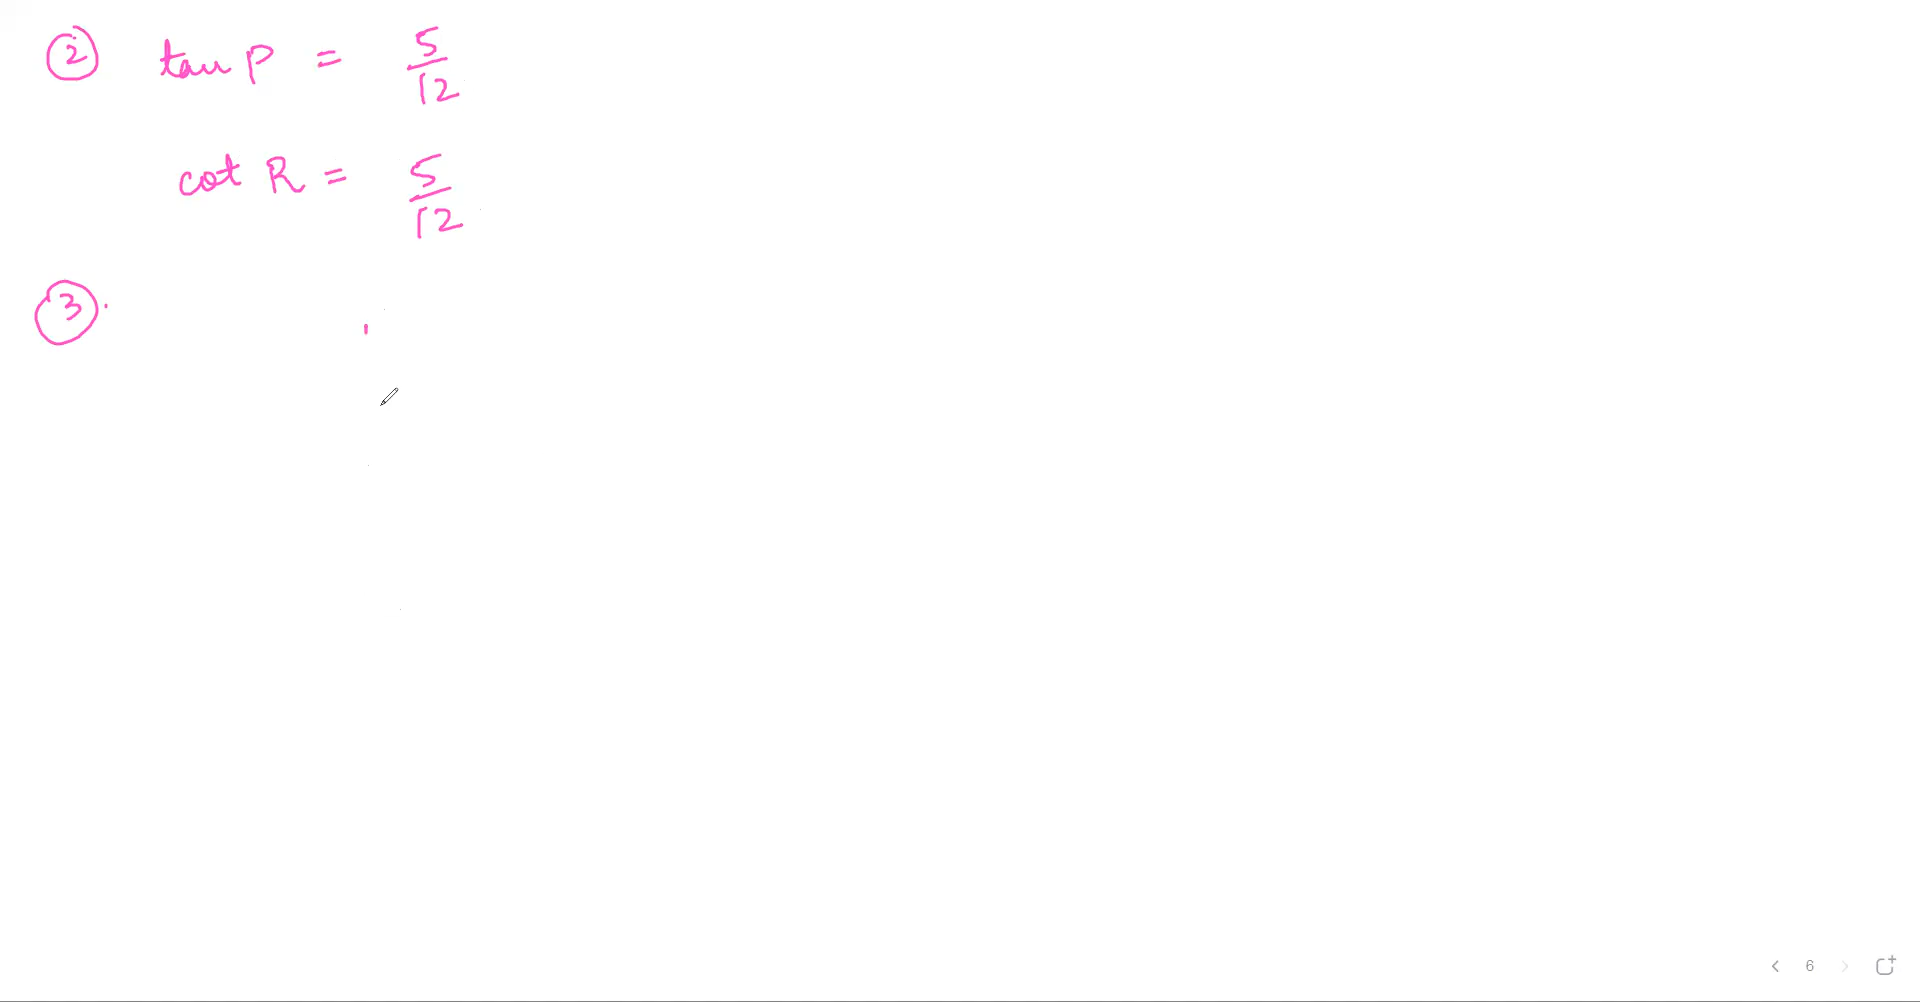 ② tan P = 5/12
cot R = 5/12
③.
6